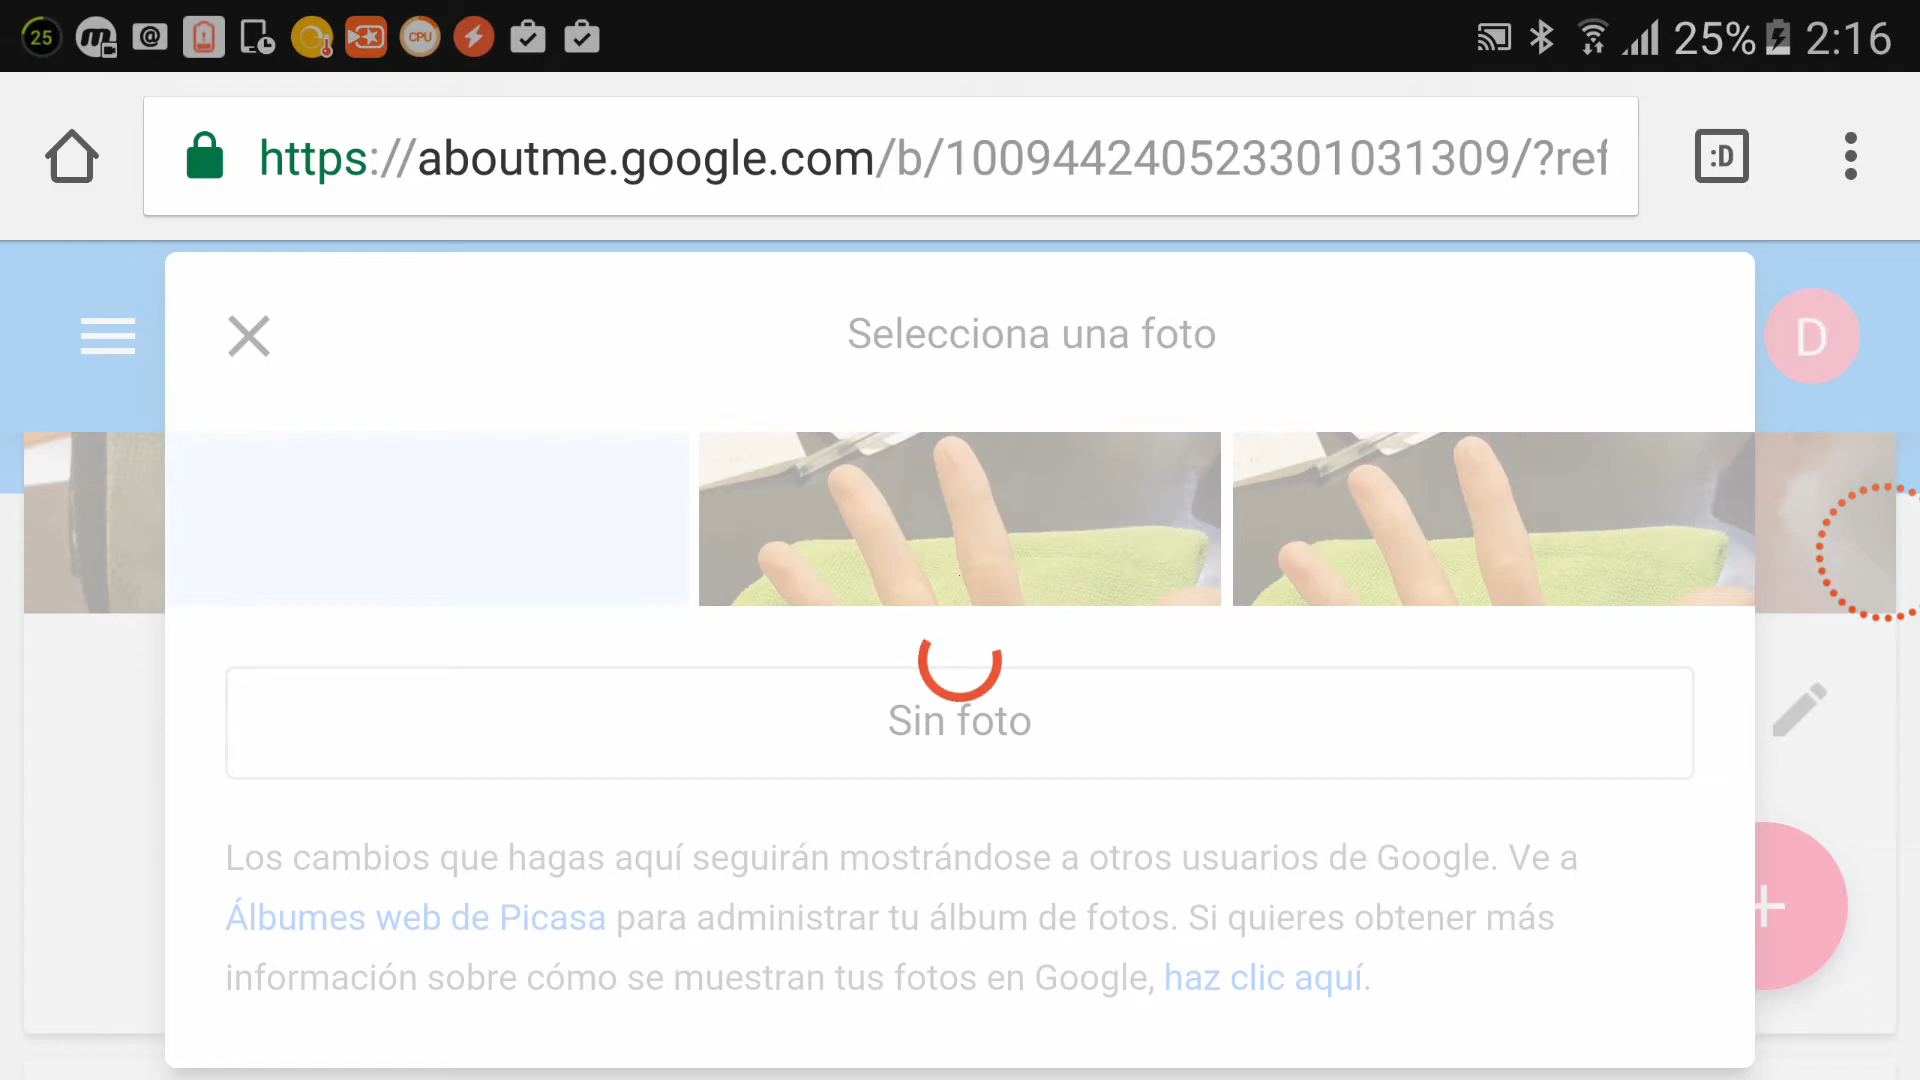 25 @ CPU 25% 2:16
https://aboutme.google.com/b/100944240523301031309/?ref :D
Selecciona una foto
D
Sin foto
Los cambios que hagas aquí seguirán mostrándose a otros usuarios de Google. Ve a
Álbumes web de Picasa para administrar tu álbum de fotos. Si quieres obtener más
información sobre cómo se muestran tus fotos en Google, haz clic aquí.